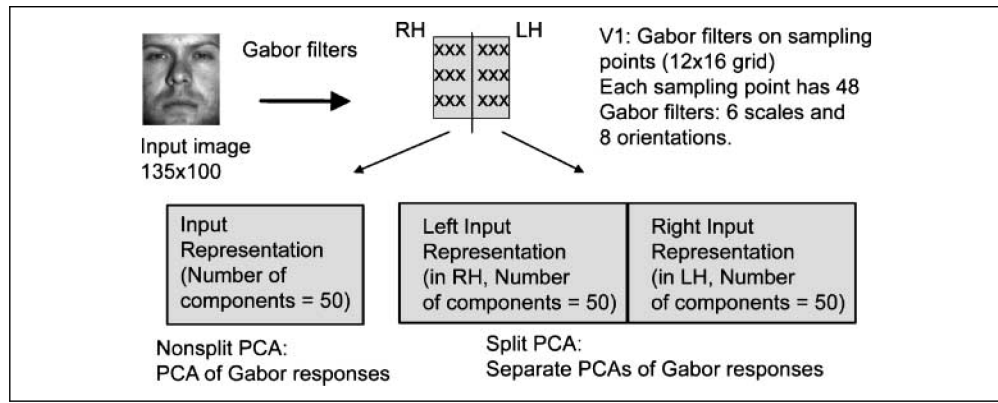 RH LH
Gabor filters
XXX XXX
XXX XXX
XXX XXX
V1: Gabor filters on sampling
points (12x16 grid)
Each sampling point has 48
Gabor filters: 6 scales and
8 orientations.
Input image
135x100
Input
Representation
(Number of
components = 50)
Left Input
Representation
(in RH, Number
of components = 50)
Right Input
Representation
(in LH, Number
of components = 50)
Nonsplit PCA:
PCA of Gabor responses
Split PCA:
Separate PCAs of Gabor responses